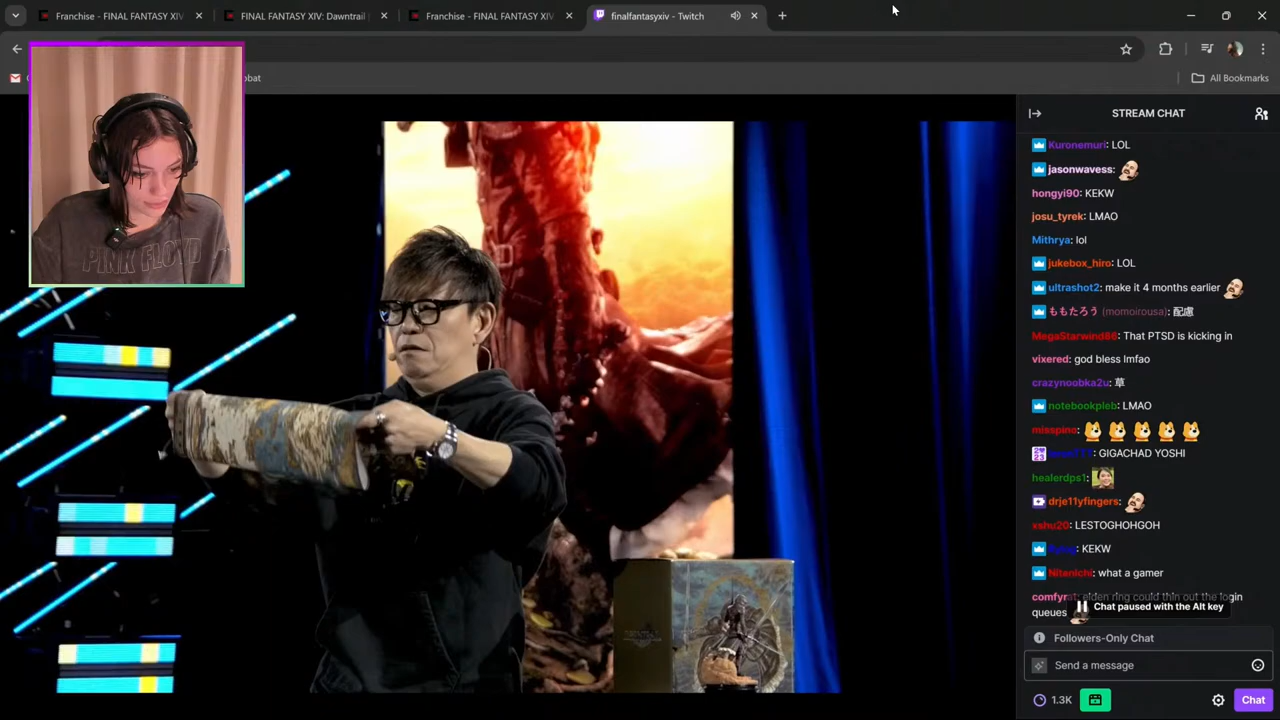 Franchise - FINAL FANTASY XIV
FINAL FANTASY XIV: Dawntrail
Franchise - FINAL FANTASY XIV
finalfantasyxiv - Twitch
All Bookmarks
PINK FLOYD
STREAM CHAT
Kuronemuri: LOL
jasonwavess:
hongyi90: KEKW
josu_tyrek: LMAO
Mithrya: lol
jukebox_hiro: LOL
ultrashot2: make it 4 months earlier
ももたろう (momoirousa): 配慮
MegaStarwind86: That PTSD is kicking in
vixered: god bless lmfao
crazynoobka2u: 草
notebookpleb: LMAO
misspino:
GIGACHAD YOSHI
healerdps1:
drje11yfingers:
xshu20: LESTOGHOHGOH
KEKW
Nitenichi: what a gamer
comfyrat: elden ring could thin out the login
queues
Chat paused with the Alt key
Followers-Only Chat
Send a message
1.3K
Chat